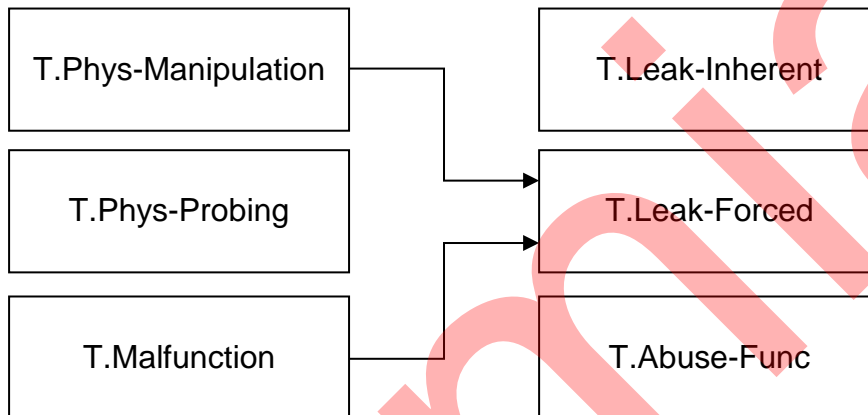 T.Phys-Manipulation
T.Leak-Inherent
T.Phys-Probing
T.Leak-Forced
T.Malfunction
T.Abuse-Func